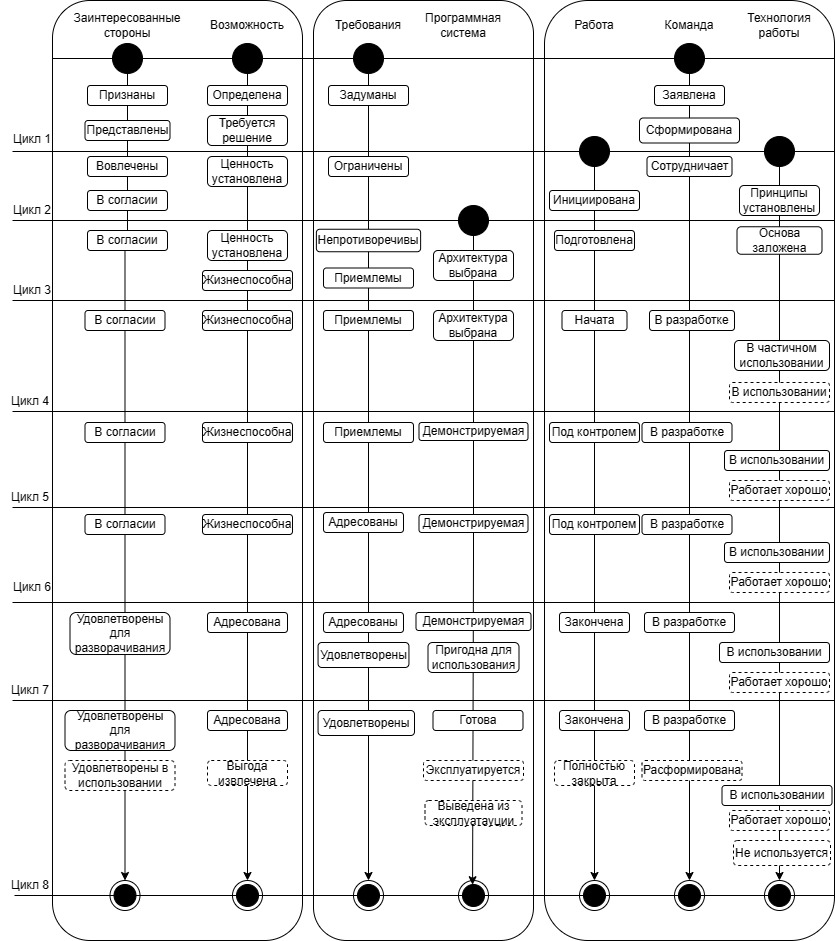 Заинтересованные
стороны
Возможность
Требования
Программная
система
Работа
Команда
Технология
работы
Признаны
Определена
Задуманы
Заявлена
Представлены
Требуется
решение
Сформирована
Цикл 1
Вовлечены
Ценность
установлена
Ограничены
Сотрудничает
В согласии
Инициирована
Принципы
установлены
Цикл 2
В согласии
Ценность
установлена
Непротиворечивы
Архитектура
выбрана
Подготовлена
Основа
заложена
Жизнеспособна
Приемлемы
Цикл 3
В согласии
Жизнеспособна
Приемлемы
Архитектура
выбрана
Начата
В разработке
В частичном
использовании
В использовании
Цикл 4
В согласии
Жизнеспособна
Приемлемы
Демонстрируемая
Под контролем
В разработке
В использовании
Работает хорошо
Цикл 5
В согласии
Жизнеспособна
Адресованы
Демонстрируемая
Под контролем
В разработке
В использовании
Работает хорошо
Цикл 6
Удовлетворены
для
разворачивания
Адресована
Адресованы
Демонстрируемая
Закончена
В разработке
Удовлетворены
Пригодна для
использования
В использовании
Работает хорошо
Цикл 7
Удовлетворены
для
разворачивания
Адресована
Удовлетворены
Готова
Закончена
В разработке
Удовлетворены в
использовании
Выгода
извлечена
Эксплуатируется
Полностью
закрыта
Расформирована
Выведена из
эксплуатауции
В использовании
Работает хорошо
Не используется
Цикл 8